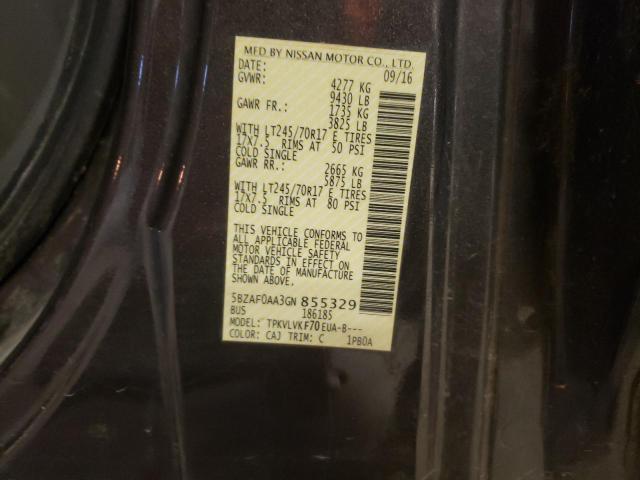 MFD BY NISSAN MOTOR CO., LTD.
DATE: 09/16
GVWR: 4277 KG
9430 LB
GAWR FR.: 1735 KG
3825 LB
WITH LT245/70R17 E TIRES
17X7.5 RIMS AT 50 PSI
COLD SINGLE
GAWR RR.: 2665 KG
5875 LB
WITH LT245/70R17 E TIRES
17X7.5 RIMS AT 80 PSI
COLD SINGLE
THIS VEHICLE CONFORMS TO
ALL APPLICABLE FEDERAL
MOTOR VEHICLE SAFETY
STANDARDS IN EFFECT ON
THE DATE OF MANUFACTURE
SHOWN ABOVE.
5BZAF0AA3GN 855329
BUS 186185
MODEL: TPKVLVKF70EUA-B---
COLOR: CAJ TRIM: C 1PB0A